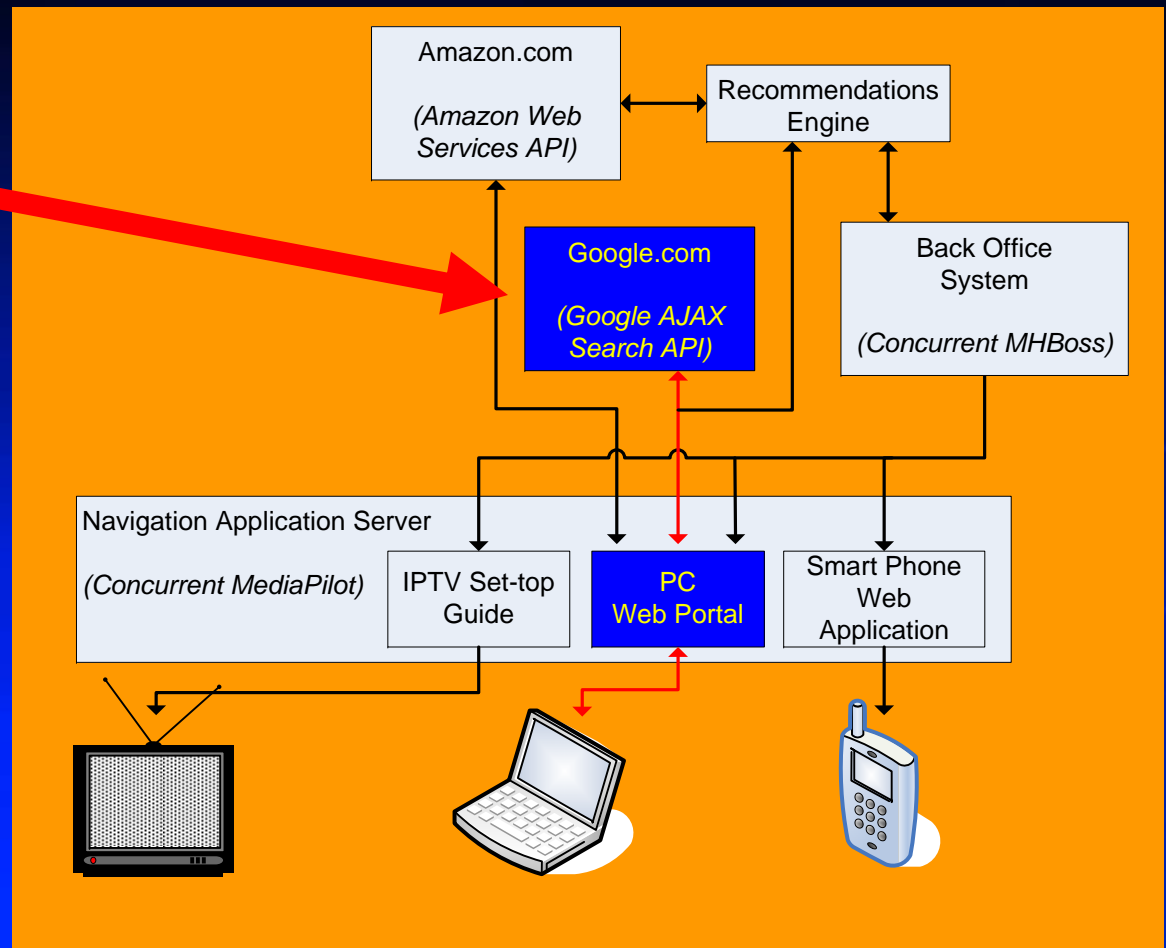 Amazon.com
(Amazon Web
Services API)
Recommendations
Engine
Google.com
(Google AJAX
Search API)
Back Office
System
(Concurrent MHBoss)
Navigation Application Server
(Concurrent MediaPilot)
IPTV Set-top
Guide
PC
Web Portal
Smart Phone
Web
Application